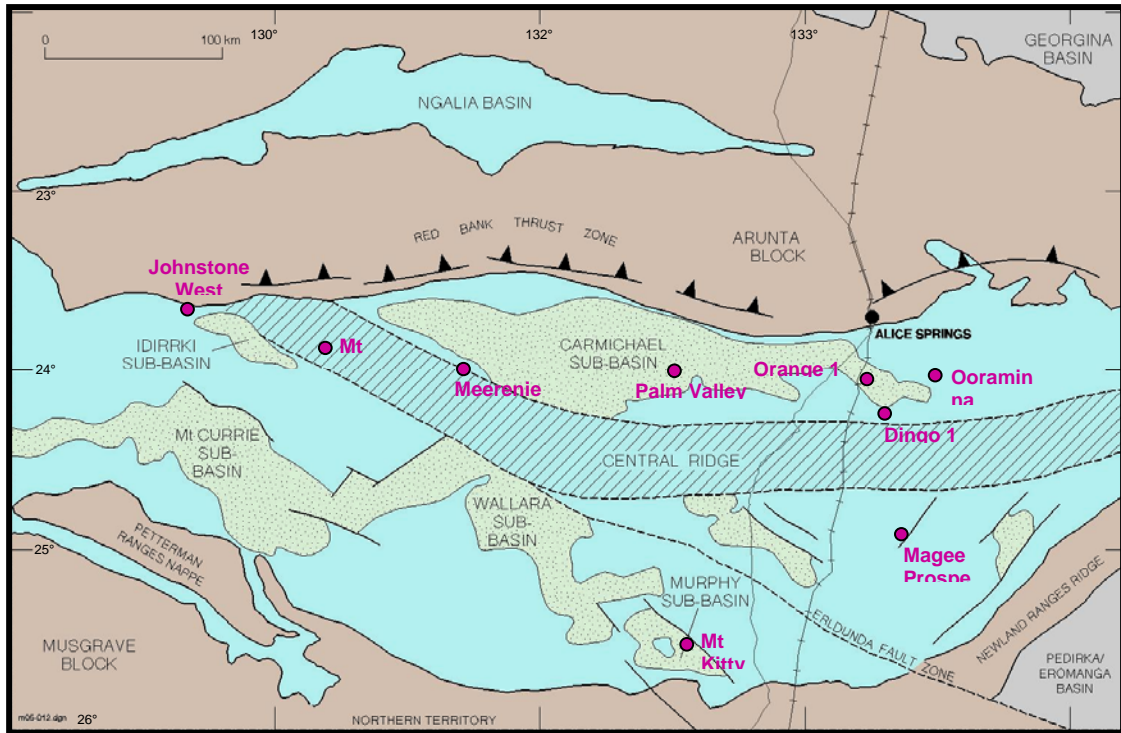 0
100 km
130°
132°
133°
GEORGINA
BASIN
NGALIA BASIN
23°
RED BANK THRUST ZONE
ARUNTA
BLOCK
Johnstone
West
ALICE SPRINGS
IDIRRKI
SUB-BASIN
Mt
CARMICHAEL
SUB-BASIN
24°
Meerenie
Palm Valley
Orange 1
Ooramin
na
Dingo 1
Mt CURRIE
SUB-
BASIN
CENTRAL RIDGE
WALLARA
SUB-
BASIN
PETTERMAN
RANGES NAPPE
25°
Magee
Prospe
MURPHY
SUB-BASIN
ERLDUNDA FAULT ZONE
NEWLAND RANGES RIDGE
MUSGRAVE
BLOCK
Mt
Kitty
PEDIRKA/
EROMANGA
BASIN
m05-012.dgn
26°
NORTHERN TERRITORY